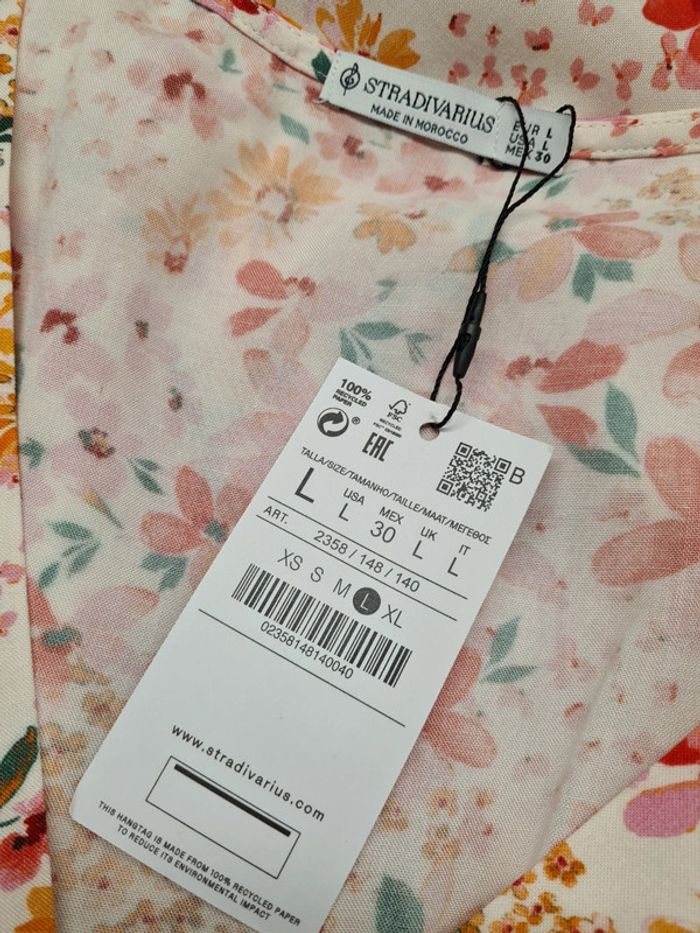 STRADIVARIUS
MADE IN MOROCCO
EUR L
USA L
MEX 30
100%
RECYCLED
PAPER
FSC
RECYCLED
®
EAC
B
TALLA/SIZE/TAMANHO/TAILLE/MAAT/ΜΕΓΕΘΟΣ
L USA MEX UK IT
L 30 L L
ART. 2358 / 148 / 140
XS S M L XL
02358148140040
www.stradivarius.com
THIS HANGTAG IS MADE FROM 100% RECYCLED PAPER
TO REDUCE ITS ENVIRONMENTAL IMPACT